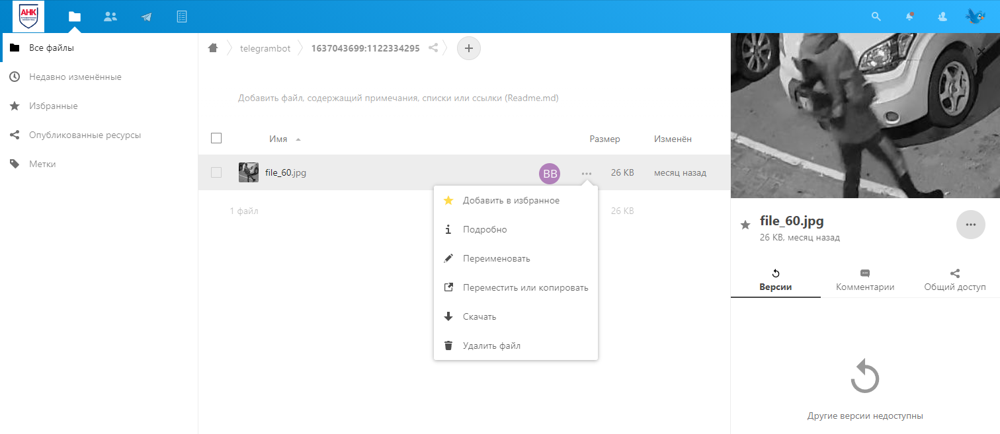 АНК
Все файлы
Недавно изменённые
Избранные
Опубликованные ресурсы
Метки
telegrambot
1637043699:1122334295
Добавить файл, содержащий примечания, списки или ссылки (Readme.md)
Имя Размер Изменён
file_60.jpg BB 26 KB месяц назад
1 файл 26 KB
Добавить в избранное
Подробно
Переименовать
Переместить или копировать
Скачать
Удалить файл
file_60.jpg
26 KB, месяц назад
Версии Комментарии Общий доступ
Другие версии недоступны